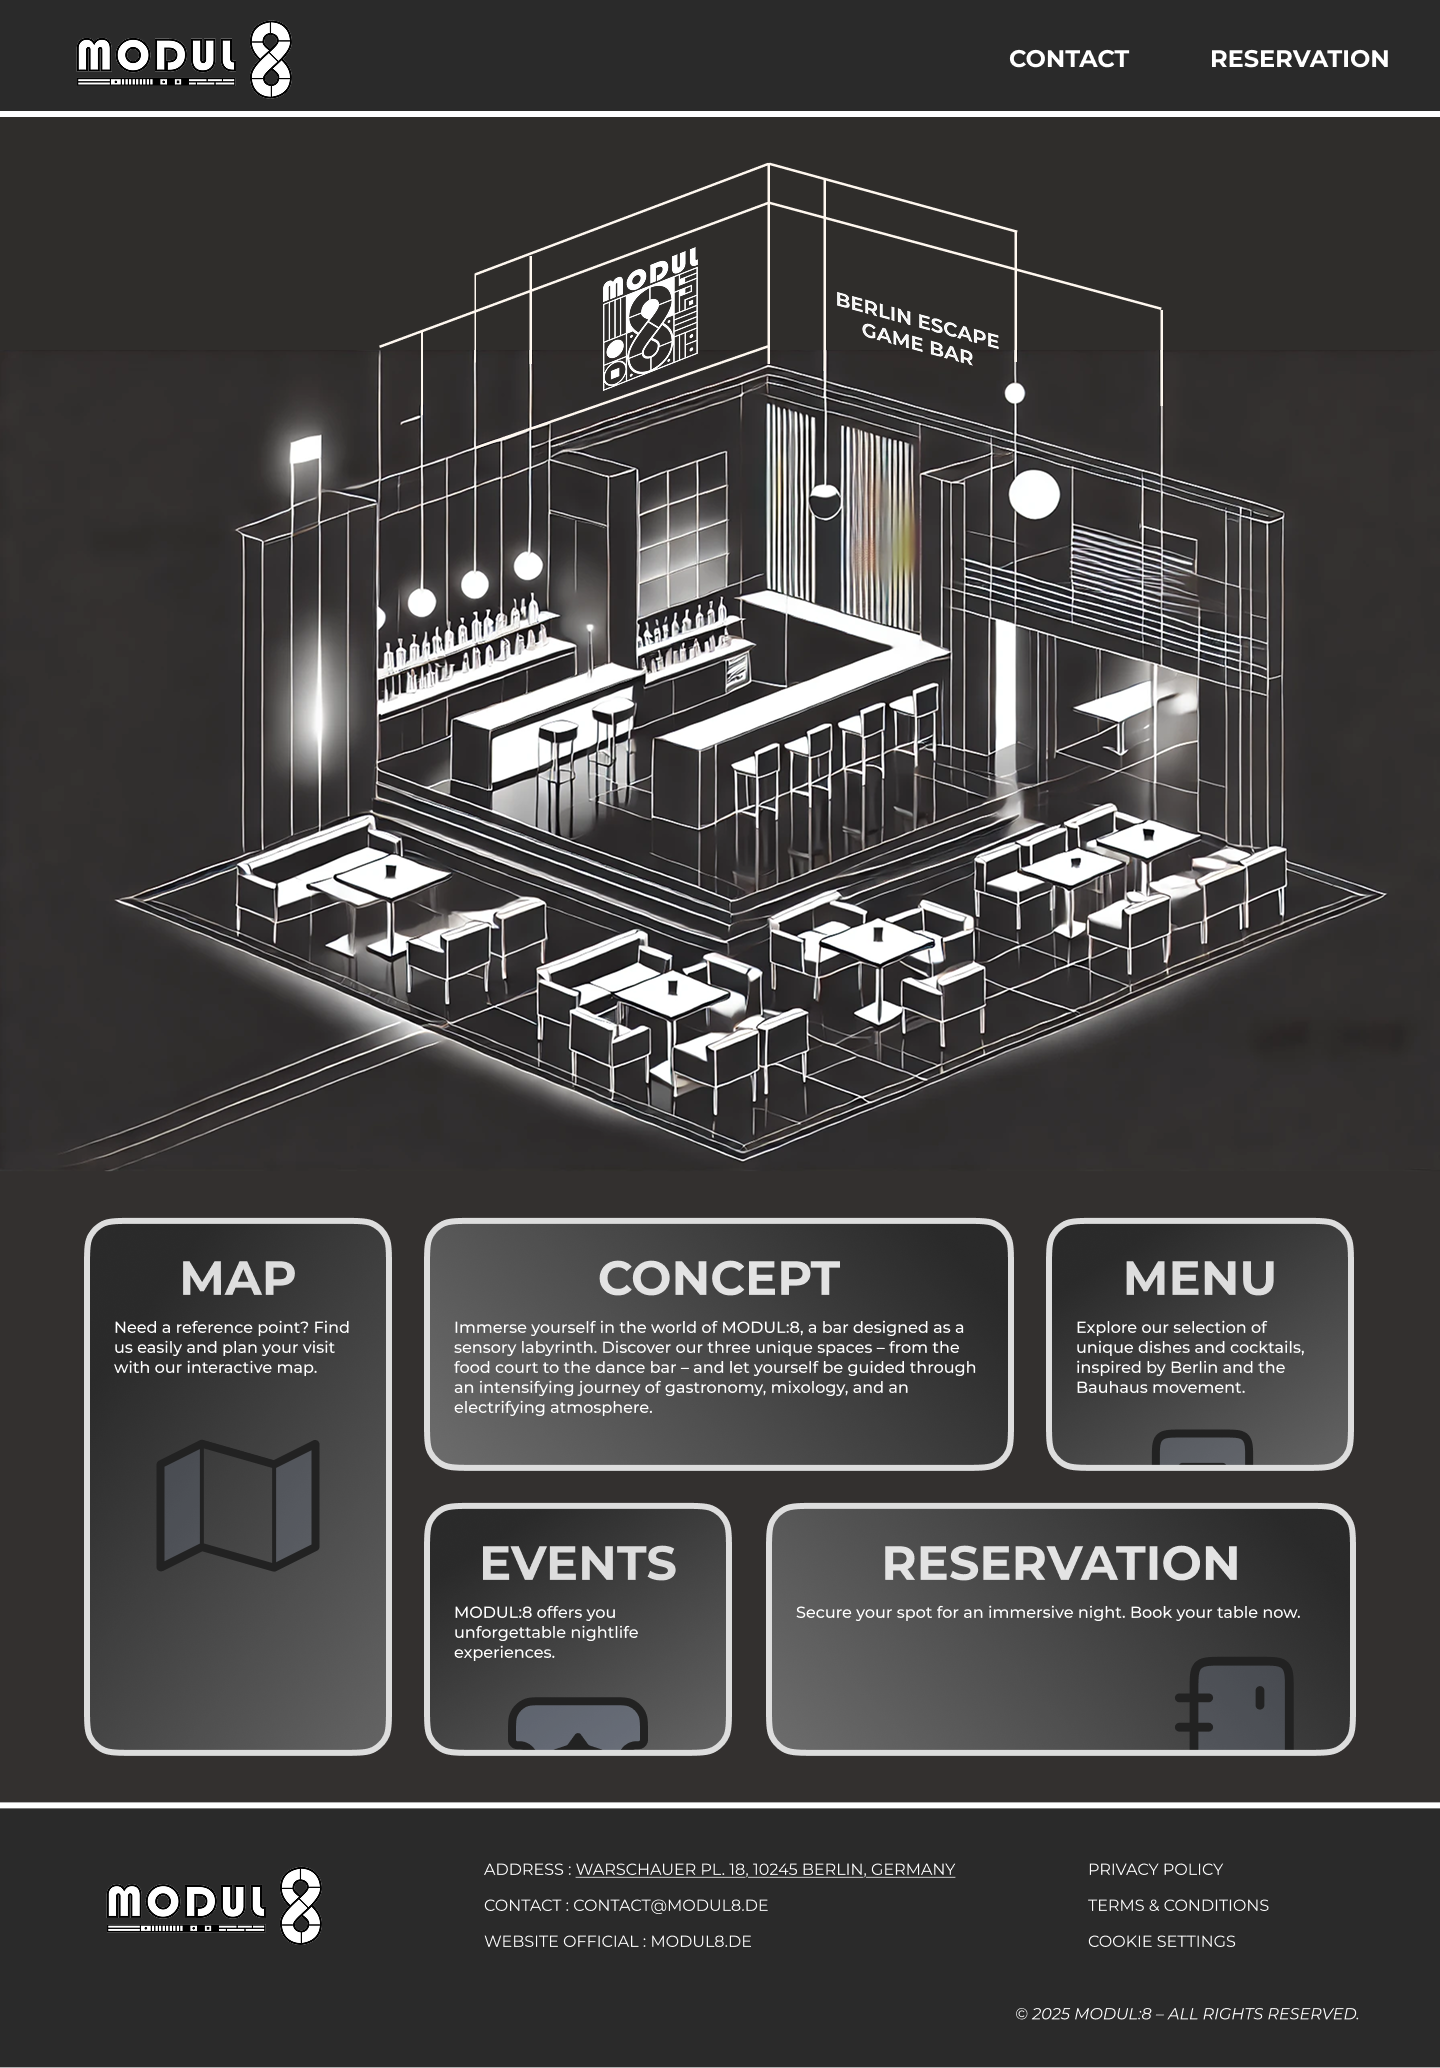 MODUL 8
CONTACT
RESERVATION
MODUL
8
BERLIN ESCAPE
GAME BAR
MAP
Need a reference point? Find
us easily and plan your visit
with our interactive map.
CONCEPT
Immerse yourself in the world of MODUL:8, a bar designed as a
sensory labyrinth. Discover our three unique spaces – from the
food court to the dance bar – and let yourself be guided through
an intensifying journey of gastronomy, mixology, and an
electrifying atmosphere.
MENU
Explore our selection of
unique dishes and cocktails,
inspired by Berlin and the
Bauhaus movement.
EVENTS
MODUL:8 offers you
unforgettable nightlife
experiences.
RESERVATION
Secure your spot for an immersive night. Book your table now.
MODUL 8
ADDRESS : WARSCHAUER PL. 18, 10245 BERLIN, GERMANY
CONTACT : CONTACT@MODUL8.DE
WEBSITE OFFICIAL : MODUL8.DE
PRIVACY POLICY
TERMS & CONDITIONS
COOKIE SETTINGS
© 2025 MODUL:8 – ALL RIGHTS RESERVED.